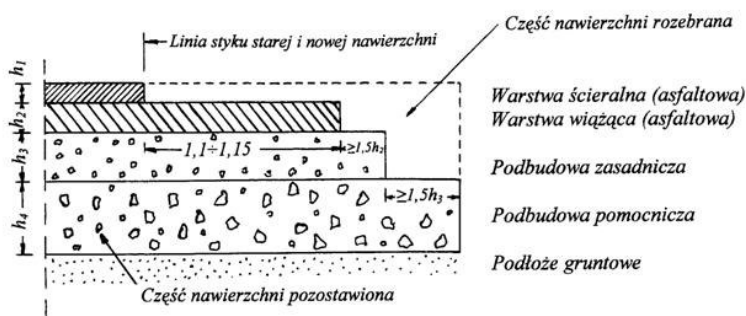 Linia styku starej i nowej nawierzchni
Część nawierzchni rozebrana
h₁
h₂
h₃
h₄
Warstwa ścieralna (asfaltowa)
Warstwa wiążąca (asfaltowa)
1,1÷1,15
≥1,5h₂
Podbudowa zasadnicza
≥1,5h₃
Podbudowa pomocnicza
Podłoże gruntowe
Część nawierzchni pozostawiona